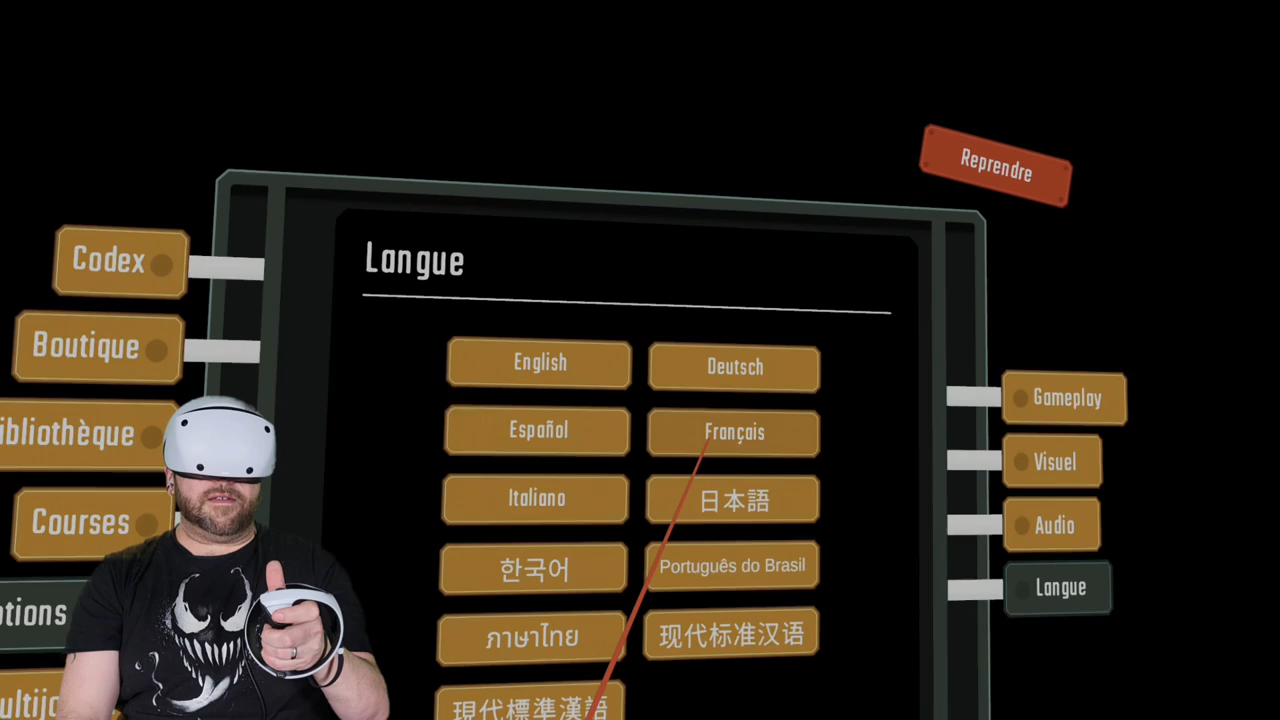 Reprendre
Codex
Boutique
ibliothèque
Courses
ptions
ultijo
Langue
English
Deutsch
Español
Français
Italiano
日本語
한국어
Português do Brasil
ภาษาไทย
现代标准汉语
現代標準漢語
Gameplay
Visuel
Audio
Langue